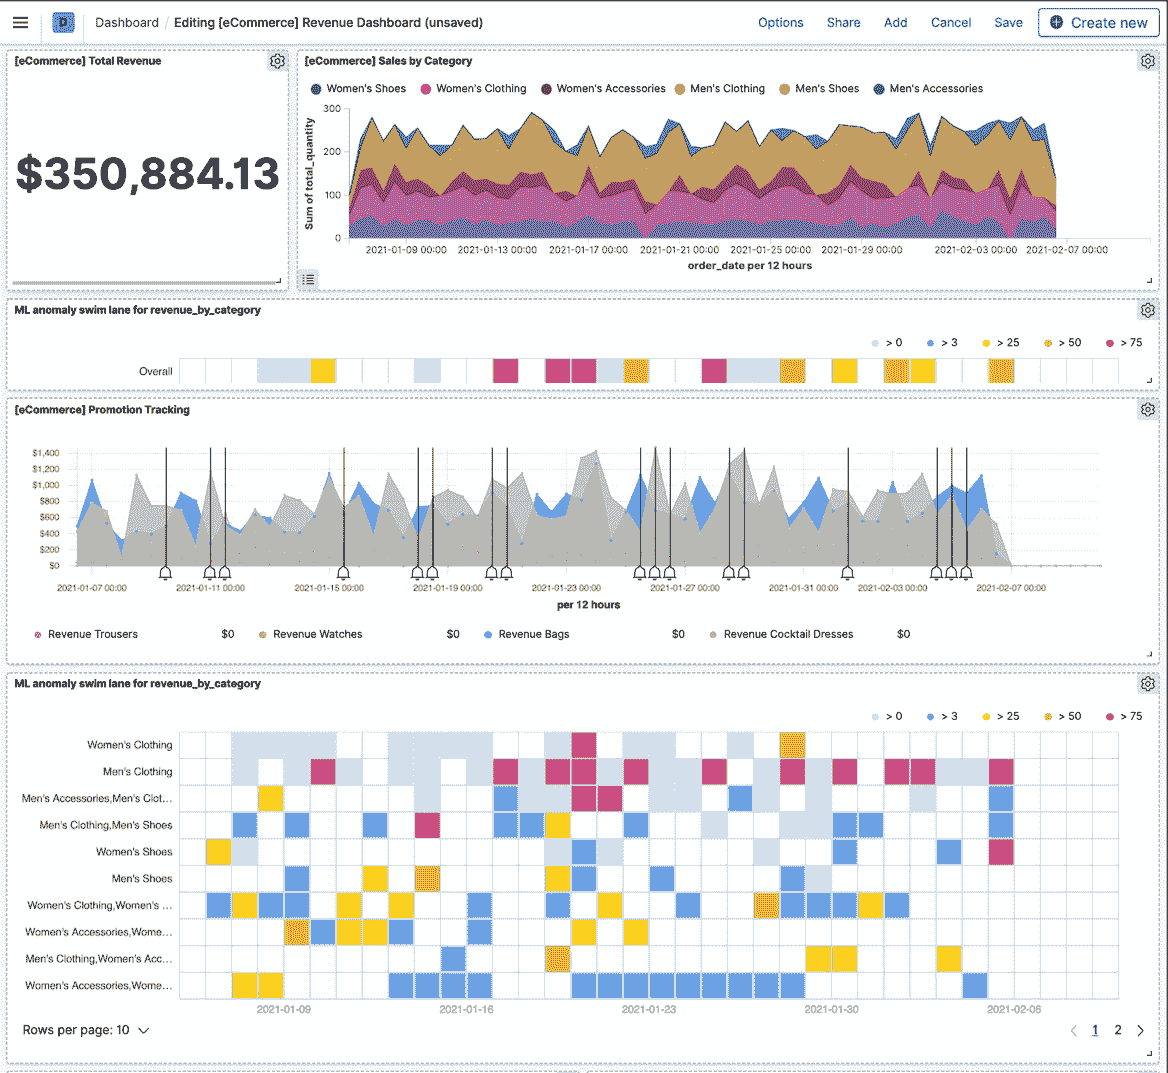 D Dashboard / Editing [eCommerce] Revenue Dashboard (unsaved) Options Share Add Cancel Save Create new
[eCommerce] Total Revenue
$350,884.13
[eCommerce] Sales by Category
Women's Shoes Women's Clothing Women's Accessories Men's Clothing Men's Shoes Men's Accessories
Sum of total_quantity
300
200
100
0
2021-01-09 00:00 2021-01-13 00:00 2021-01-17 00:00 2021-01-21 00:00 2021-01-25 00:00 2021-01-29 00:00 2021-02-03 00:00 2021-02-07 00:00
order_date per 12 hours
ML anomaly swim lane for revenue_by_category
> 0 > 3 > 25 > 50 > 75
Overall
[eCommerce] Promotion Tracking
$1,400
$1,200
$1,000
$800
$600
$400
$200
$0
2021-01-07 00:00 2021-01-11 00:00 2021-01-15 00:00 2021-01-19 00:00 2021-01-23 00:00 2021-01-27 00:00 2021-01-31 00:00 2021-02-03 00:00 2021-02-07 00:00
per 12 hours
Revenue Trousers $0 Revenue Watches $0 Revenue Bags $0 Revenue Cocktail Dresses $0
ML anomaly swim lane for revenue_by_category
> 0 > 3 > 25 > 50 > 75
Women's Clothing
Men's Clothing
Men's Accessories,Men's Clot...
Men's Clothing,Men's Shoes
Women's Shoes
Men's Shoes
Women's Clothing,Women's ...
Women's Accessories,Wome...
Men's Clothing,Women's Acc...
Women's Accessories,Wome...
2021-01-09 2021-01-16 2021-01-23 2021-01-30 2021-02-06
Rows per page: 10 1 2